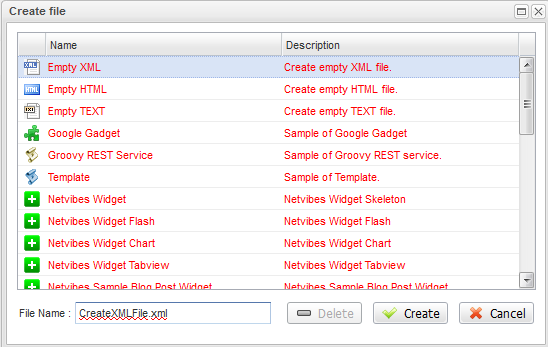 Create file
Name Description
XML Empty XML Create empty XML file.
HTML Empty HTML Create empty HTML file.
TXT Empty TEXT Create empty TEXT file.
Google Gadget Sample of Google Gadget
Groovy REST Service Sample of Groovy REST service.
Template Sample of Template.
Netvibes Widget Netvibes Widget Skeleton
Netvibes Widget Flash Netvibes Widget Flash
Netvibes Widget Chart Netvibes Widget Chart
Netvibes Widget Tabview Netvibes Widget Tabview
Netvibes Sample Blog Post Widget Netvibes Sample Blog Post Widget
File Name : CreateXMLFile.xml Delete Create Cancel